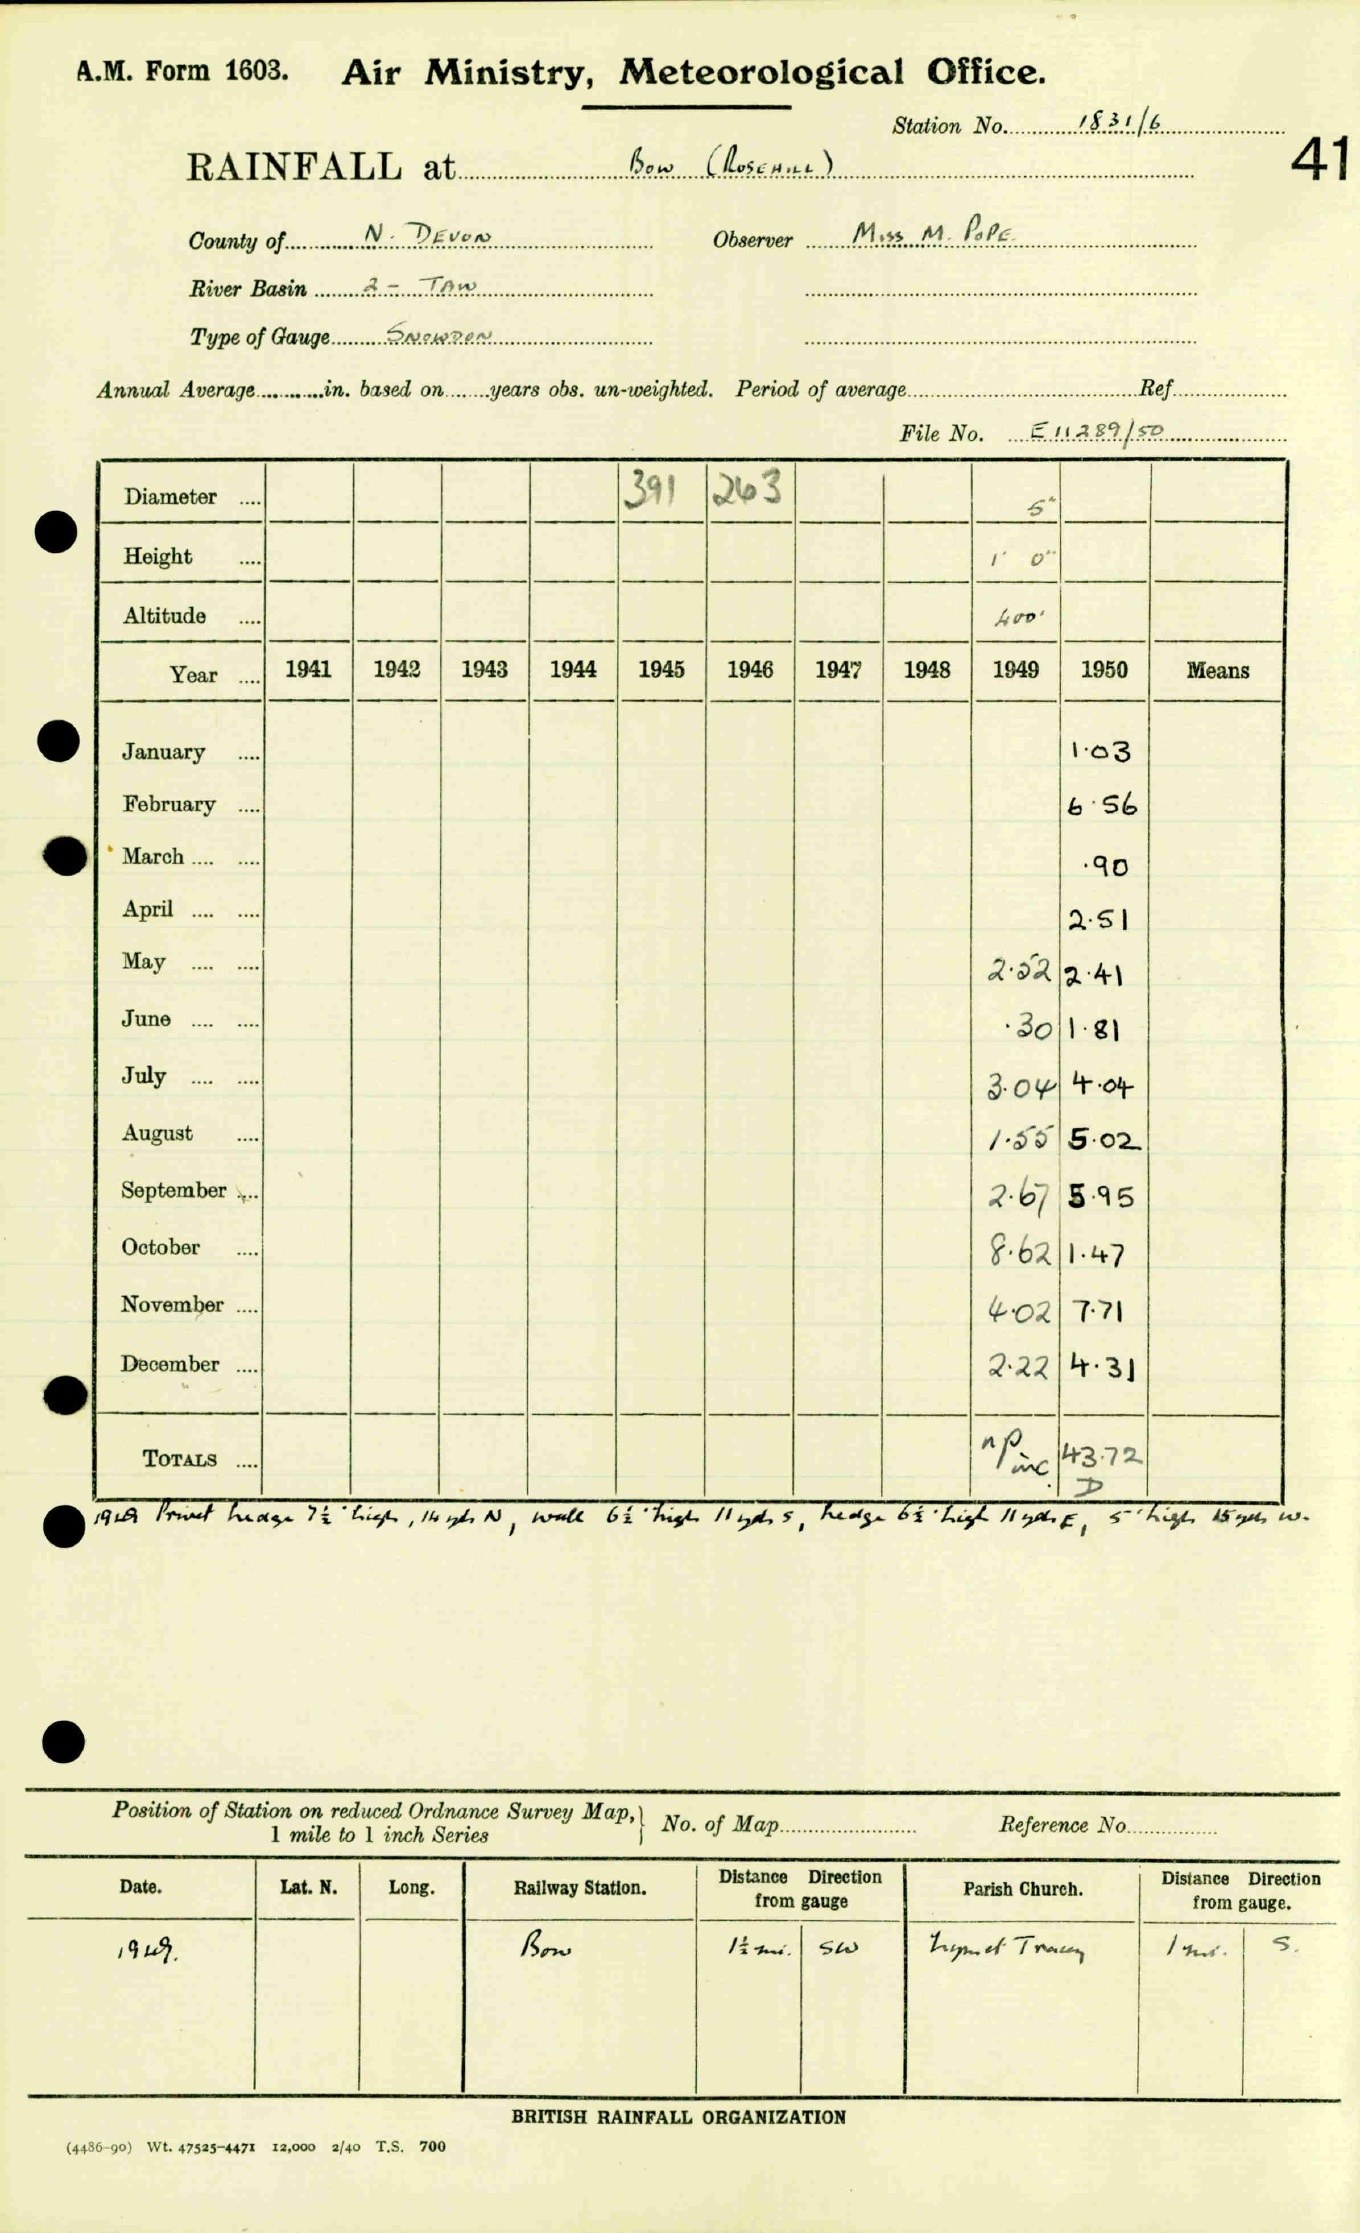 A.M. Form 1603. Air Ministry, Meteorological Office.
Station No. 1831/6
41
RAINFALL at Bow (Rosehill)
County of N. Devon Observer Miss M. Pope.
River Basin 2 - Taw
Type of Gauge Snowdon
Annual Average in. based on years obs. un-weighted. Period of average Ref
File No. E 11289/50
Diameter .... 391 263 5"
Height .... 1' 0"
Altitude .... 400'
Year .... 1941 1942 1943 1944 1945 1946 1947 1948 1949 1950 Means
January .... 1·03
February .... 6·56
March .... .... ·90
April .... .... 2·51
May .... .... 2·52 2·41
June .... .... ·30 1·81
July .... .... 3·04 4·04
August .... 1·55 5·02
September .... 2·67 5·95
October .... 8·62 1·47
November .... 4·02 7·71
December .... 2·22 4·31
Totals .... np inc 43·72
D
1949 Privet hedge 7½' high, 14 yds N, wall 6½' high 11 yds S, hedge 6½' high 11 yds E, 5' high 15 yds W.
Position of Station on reduced Ordnance Survey Map, } No. of Map Reference No.
1 mile to 1 inch Series
Date. Lat. N. Long. Railway Station. Distance Direction from gauge Parish Church. Distance Direction from gauge.
1949. Bow 1½ mi. SW Tracey 1 mi. S.
BRITISH RAINFALL ORGANIZATION
(4486-90) Wt. 47525-4471 12,000 2/40 T.S. 700